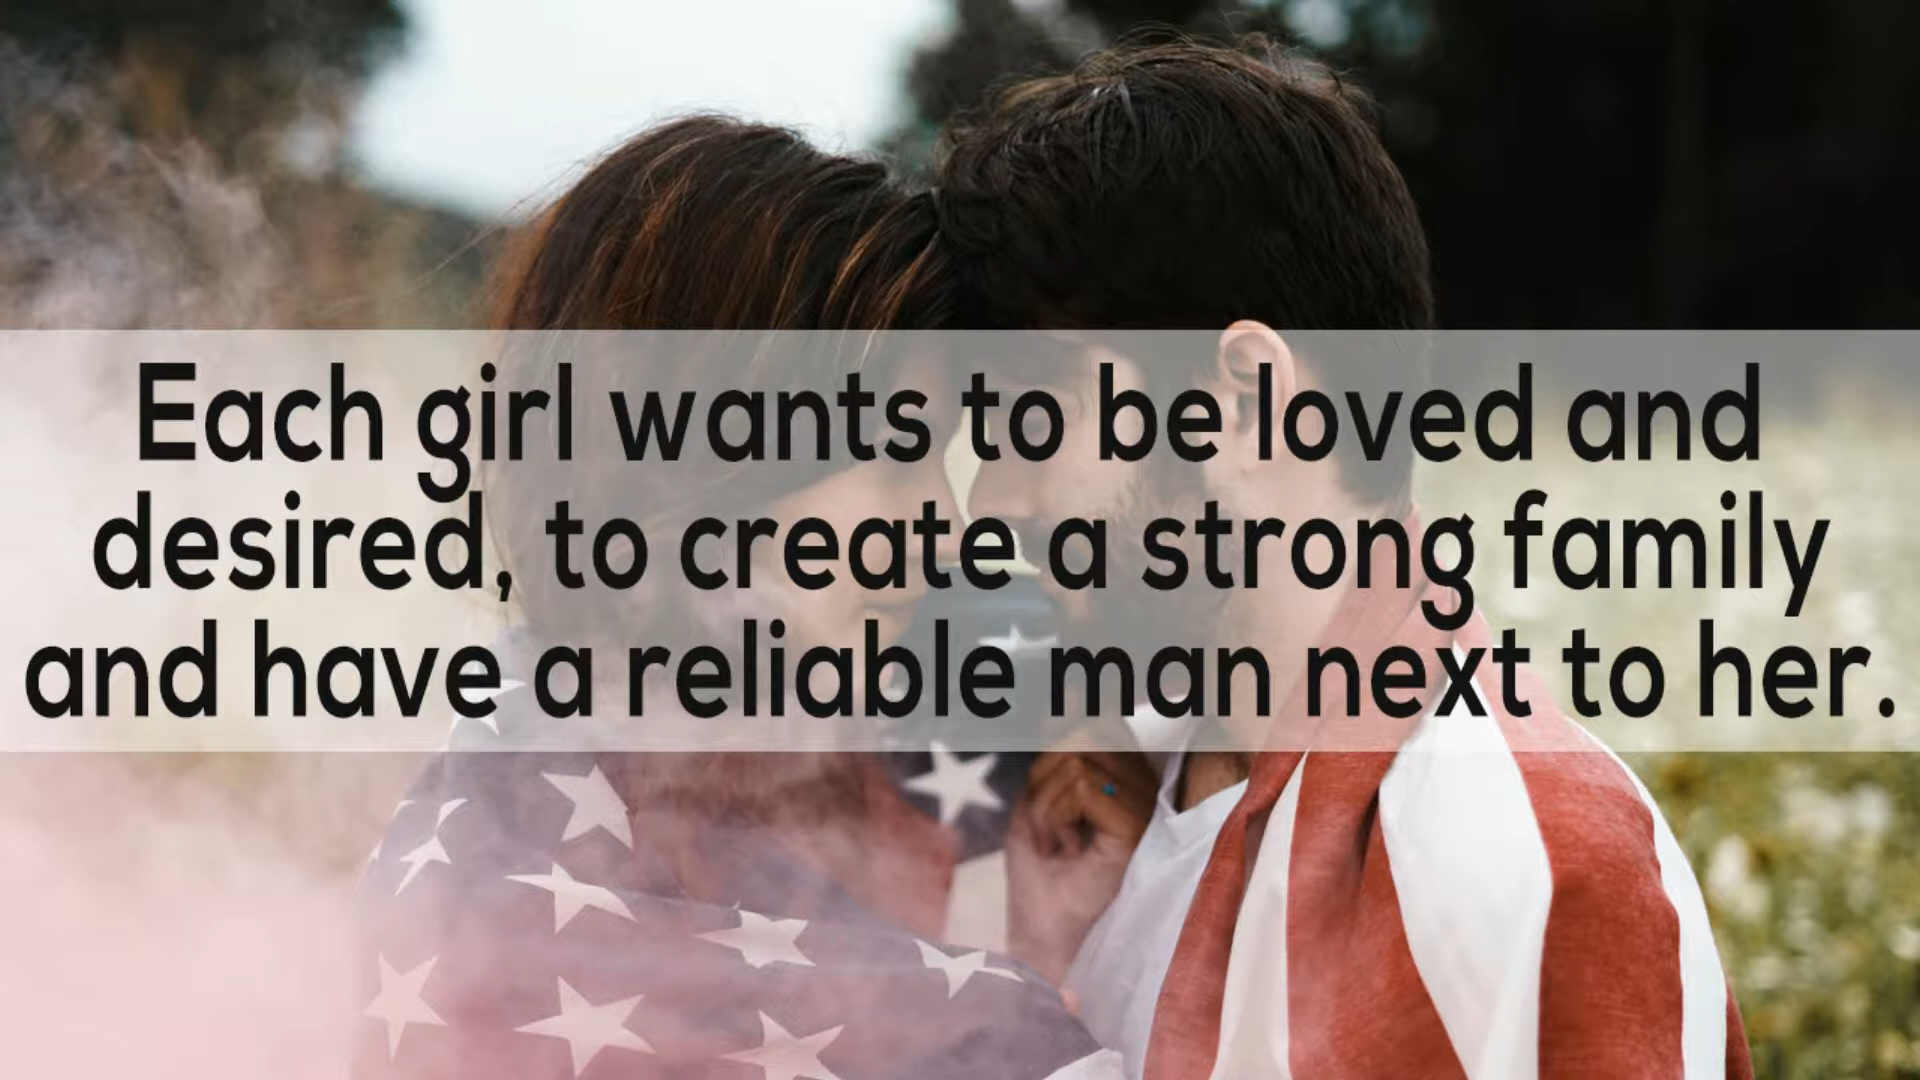 Each girl wants to be loved and
desired, to create a strong family
and have a reliable man next to her.